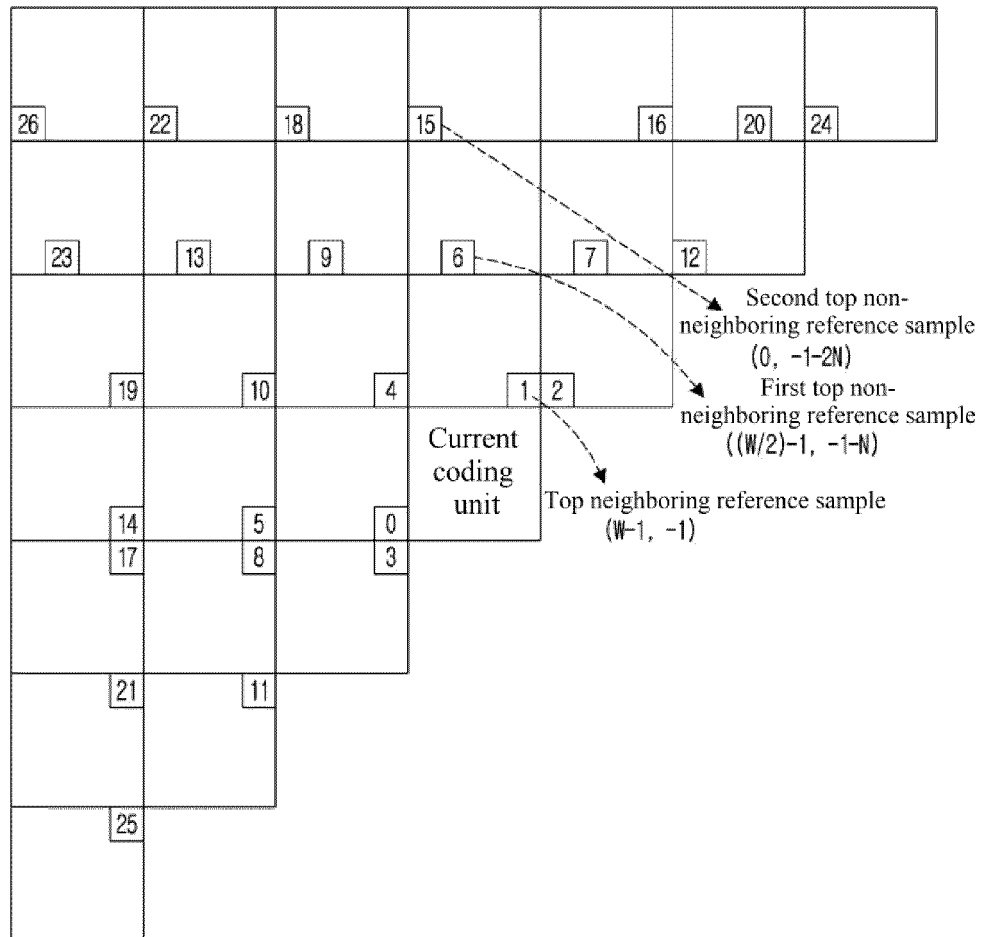 26 22 18 15 16 20 24
23 13 9 6 7 12
Second top non-
neighboring reference sample
(0, -1-2N)
First top non-
neighboring reference sample
((W/2)-1, -1-N)
19 10 4 1 2
Current
coding
unit
Top neighboring reference sample
(W-1, -1)
14 5 0
17 8 3
21 11
25